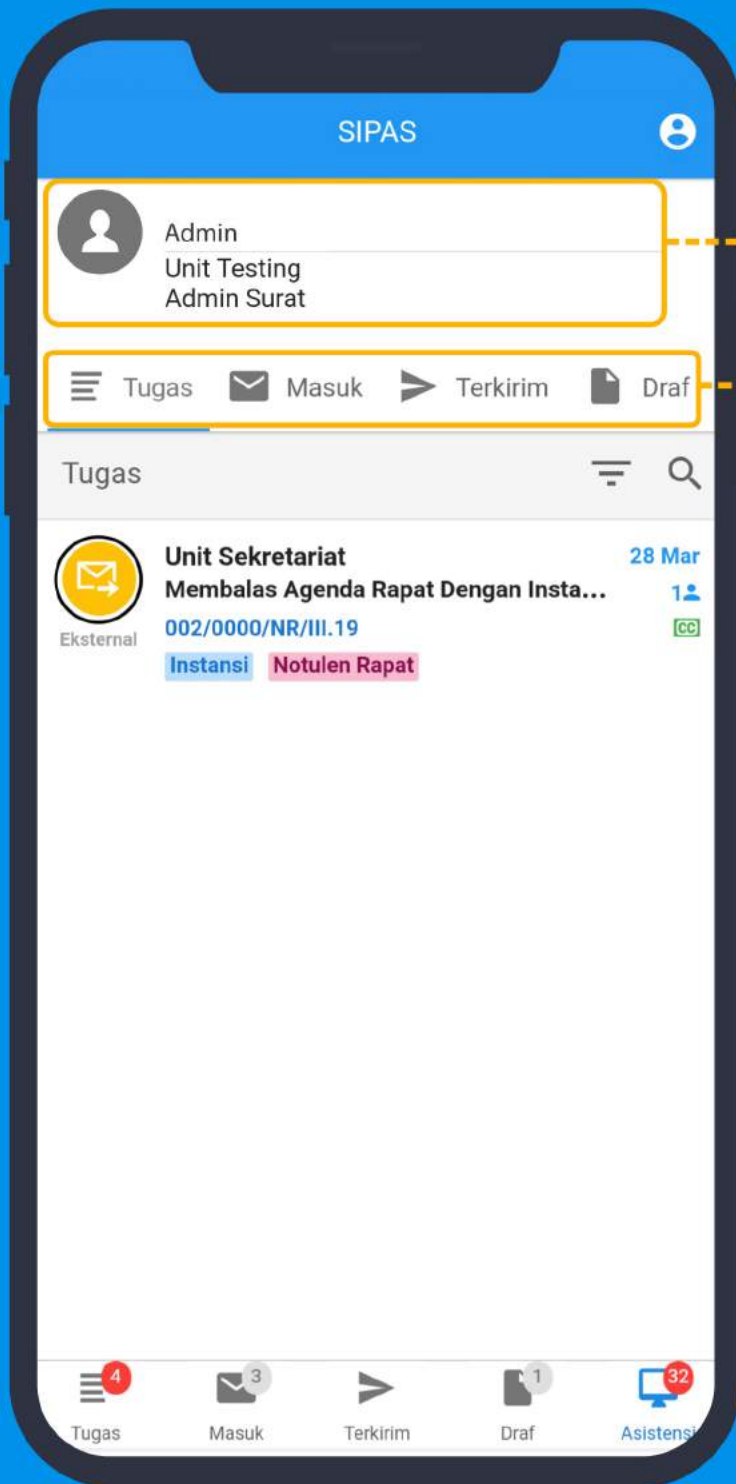 SIPAS
Admin
Unit Testing
Admin Surat
Tugas Masuk Terkirim Draf
Tugas
Unit Sekretariat 28 Mar
Membalas Agenda Rapat Dengan Insta... 1
Eksternal 002/0000/NR/III.19 CC
Instansi Notulen Rapat
4 3 1 32
Tugas Masuk Terkirim Draf Asistensi